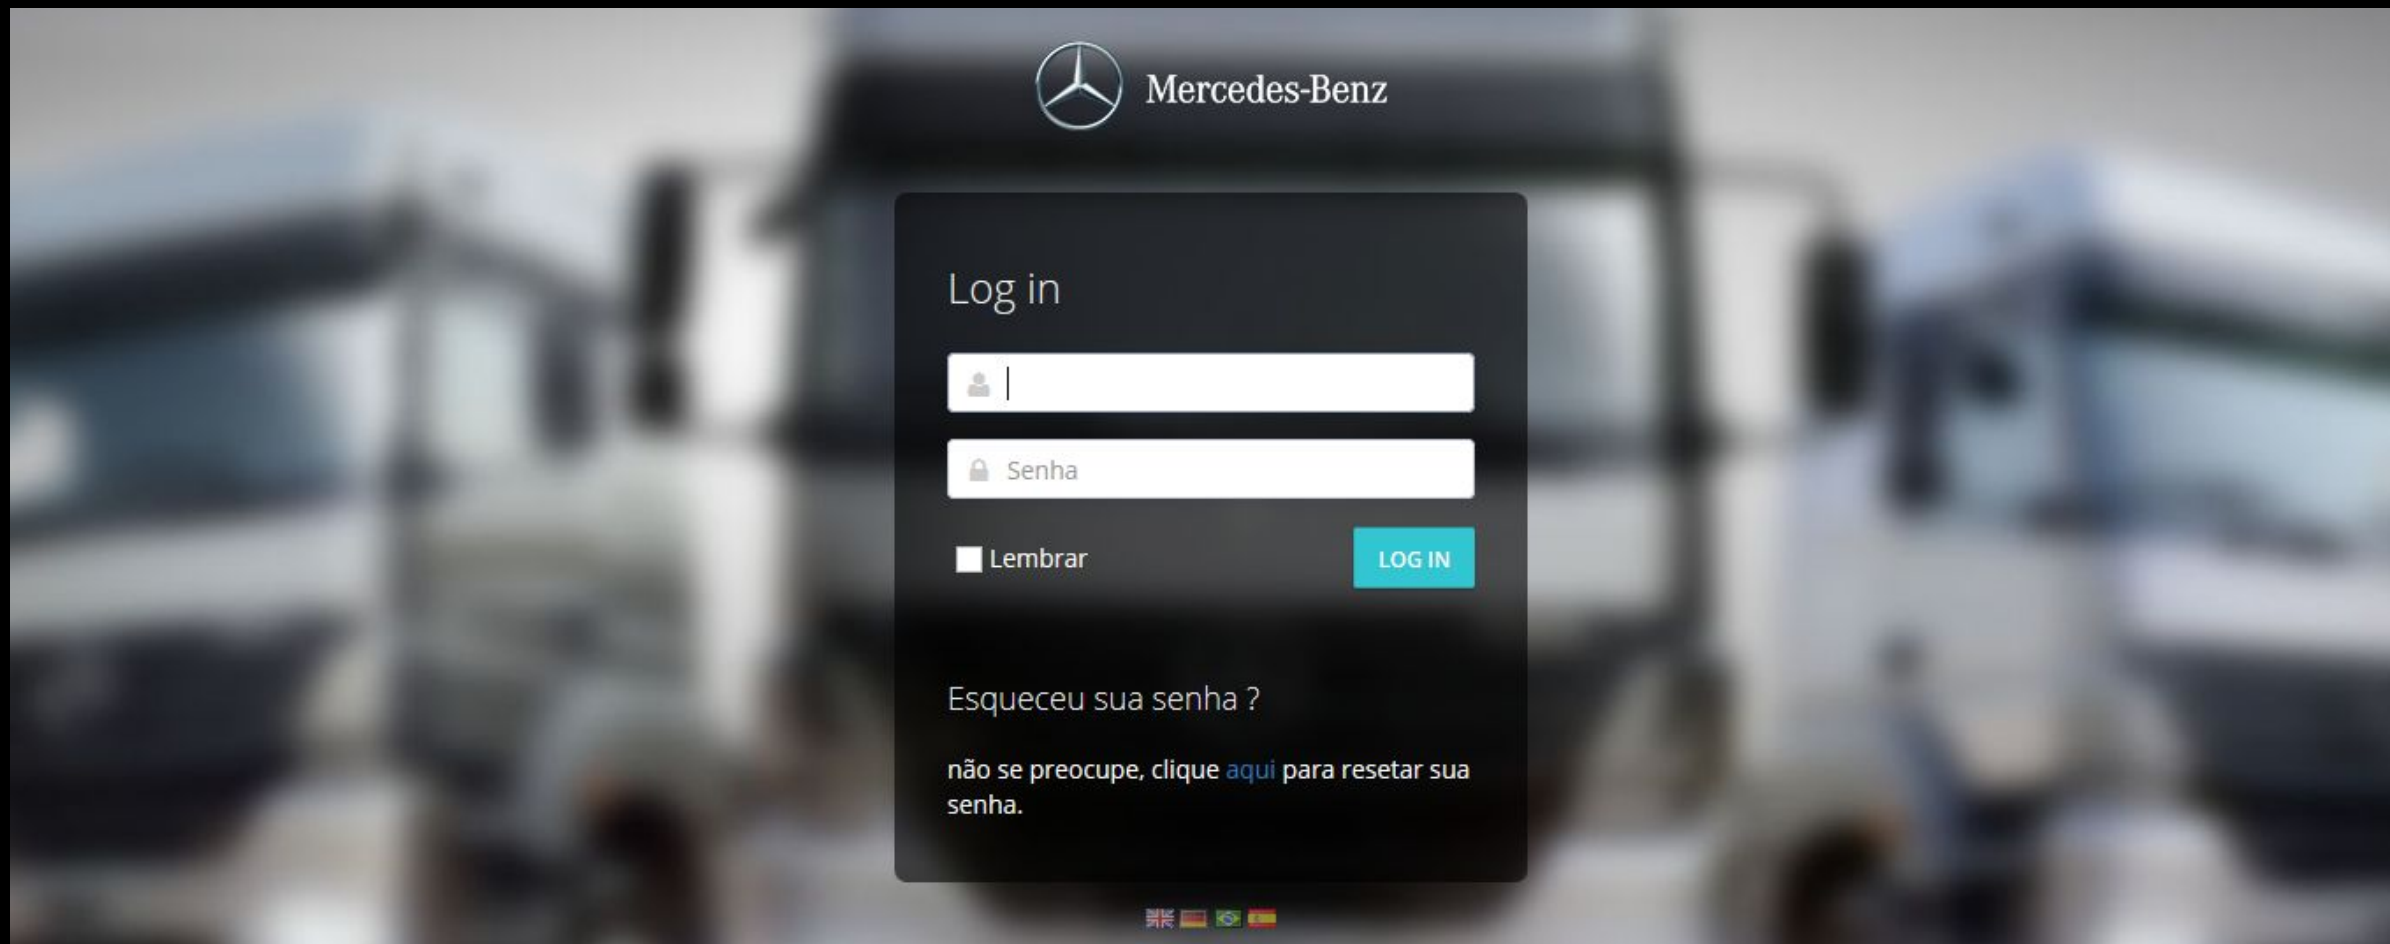 Mercedes-Benz
Log in
Senha
Lembrar
LOG IN
Esqueceu sua senha ?
não se preocupe, clique aqui para resetar sua
senha.